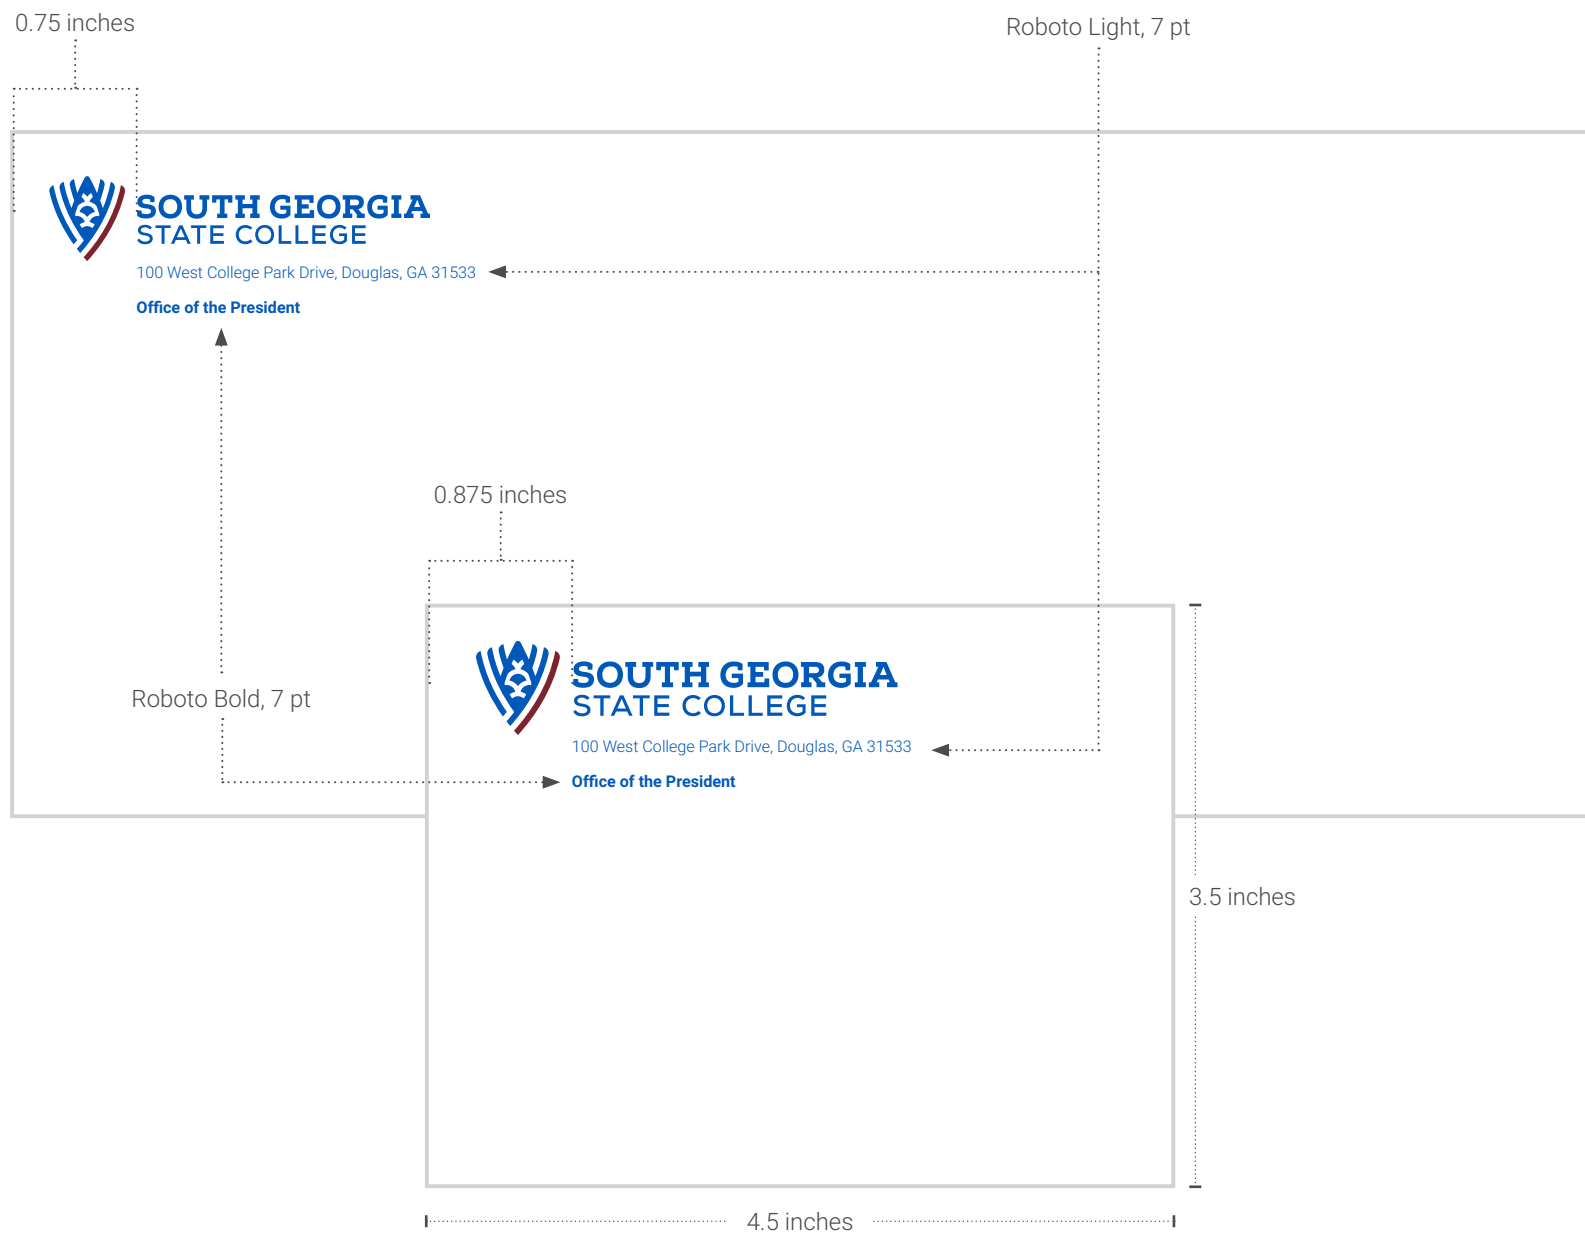 0.75 inches
Roboto Light, 7 pt
SOUTH GEORGIA
STATE COLLEGE
100 West College Park Drive, Douglas, GA 31533
Office of the President
0.875 inches
SOUTH GEORGIA
STATE COLLEGE
Roboto Bold, 7 pt
100 West College Park Drive, Douglas, GA 31533
Office of the President
3.5 inches
4.5 inches